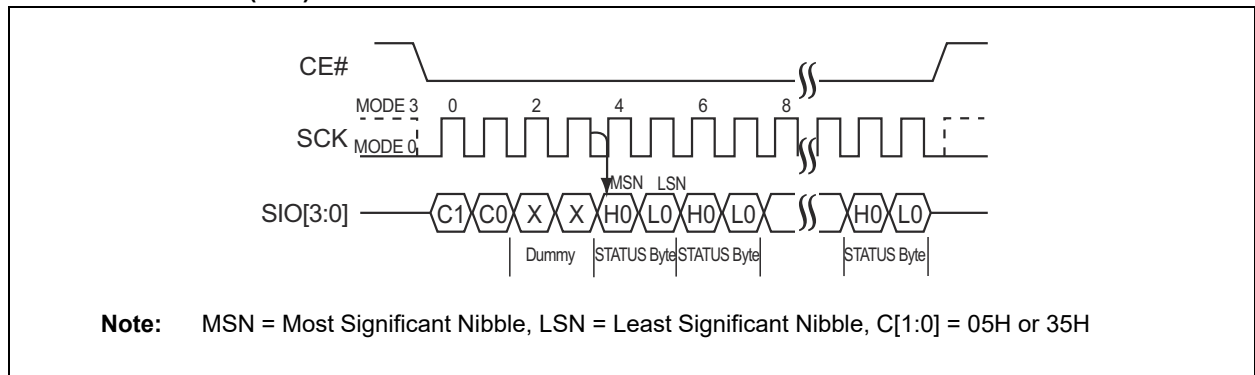 CE#
MODE 3 0 2 4 6 8
SCK
MODE 0
MSN LSN
SIO[3:0] C1 C0 X X H0 L0 H0 L0 H0 L0
Dummy STATUS Byte STATUS Byte STATUS Byte
Note: MSN = Most Significant Nibble, LSN = Least Significant Nibble, C[1:0] = 05H or 35H